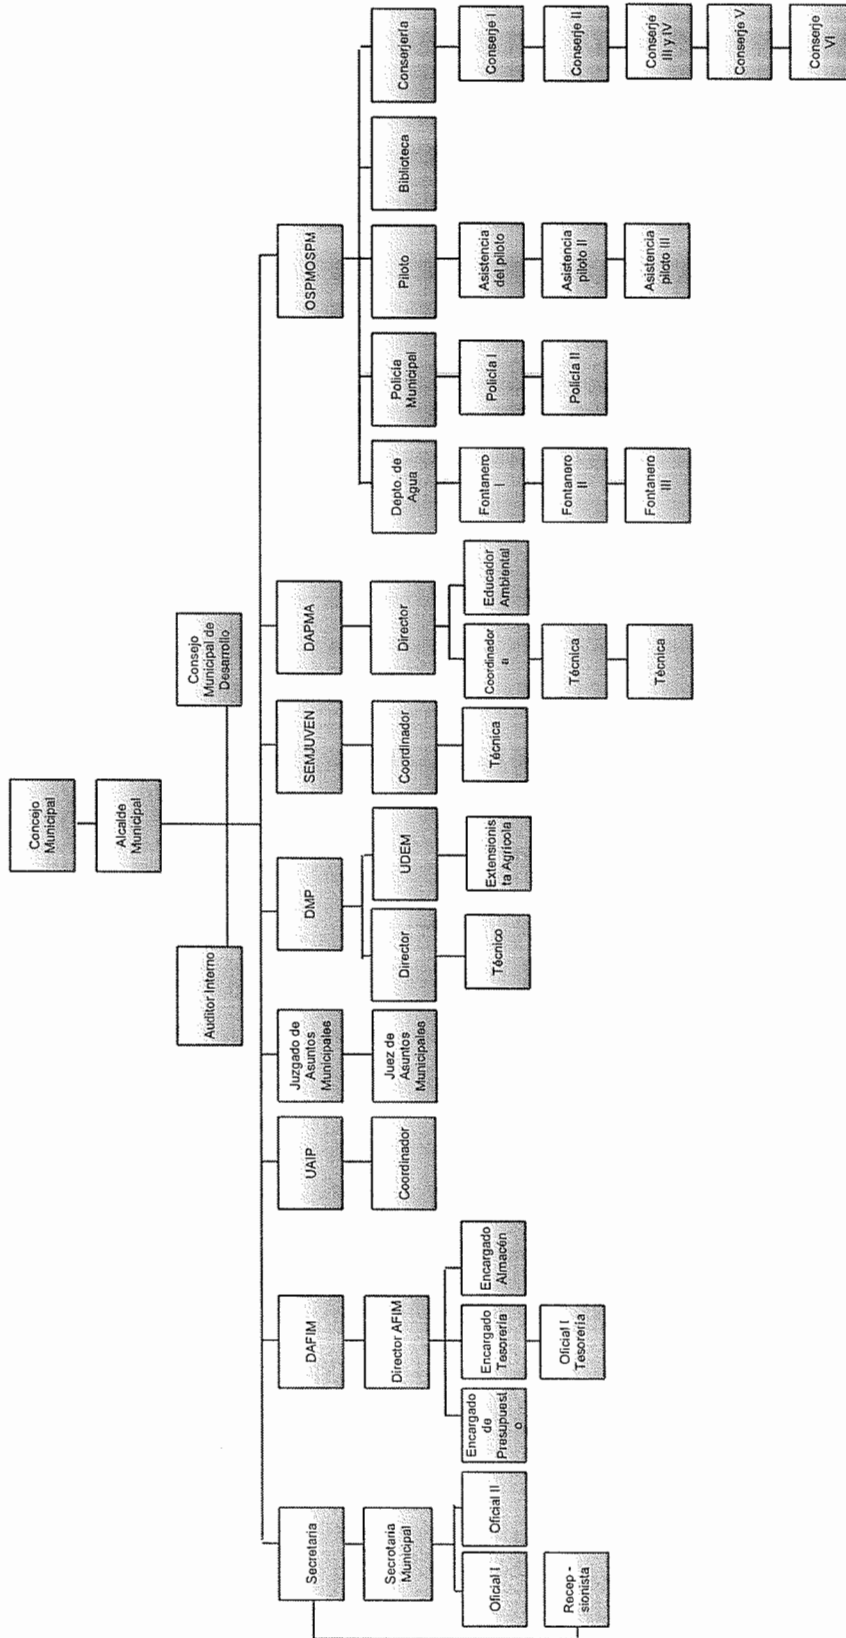 Concejo
Municipal
Alcalde
Municipal
Auditor Interno
Consejo
Municipal de
Desarrollo
Secretaria
DAFIM
UAIP
Juzgado de
Asuntos
Municipales
DMP
SEMJUVEN
DAPMA
OSPMOSPM
Secretaria
Municipal
Director AFIM
Coordinador
Juez de
Asuntos
Municipales
Director
UDEM
Coordinador
Director
Depto. de
Agua
Policía
Municipal
Piloto
Biblioteca
Conserjería
Oficial I
Oficial II
Encargado
de
Presupuest
o
Encargado
Tesorería
Encargado
Almacén
Técnico
Extensionis
ta Agrícola
Técnica
Coordinador
a
Educador
Ambiental
Fontanero
I
Policía I
Asistencia
del piloto
Conserje I
Recep -
sionista
Oficial I
Tesorería
Técnica
Fontanero
II
Policía II
Asistencia
piloto II
Conserje II
Técnica
Fontanero
III
Asistencia
piloto III
Conserje
III y IV
Conserje V
Conserje
VI